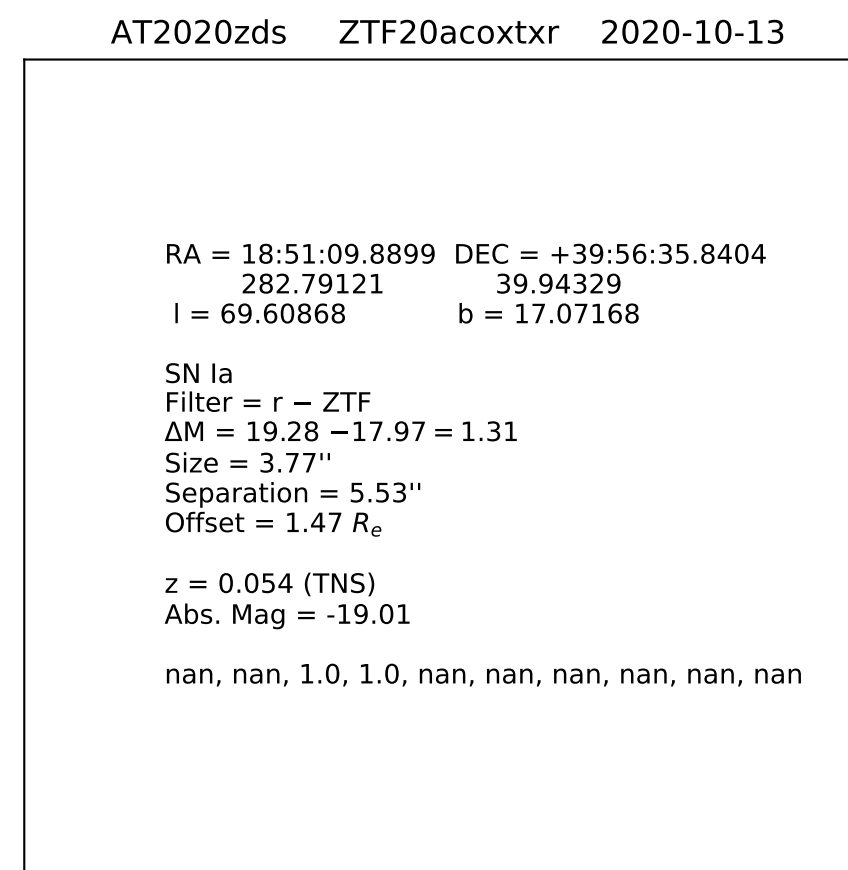 AT2020zds ZTF20acoxtxr 2020-10-13
RA = 18:51:09.8899 DEC = +39:56:35.8404
282.79121 39.94329
l = 69.60868 b = 17.07168
SN Ia
Filter = r − ZTF
ΔM = 19.28 −17.97 = 1.31
Size = 3.77''
Separation = 5.53''
Offset = 1.47 Rₑ
z = 0.054 (TNS)
Abs. Mag = -19.01
nan, nan, 1.0, 1.0, nan, nan, nan, nan, nan, nan